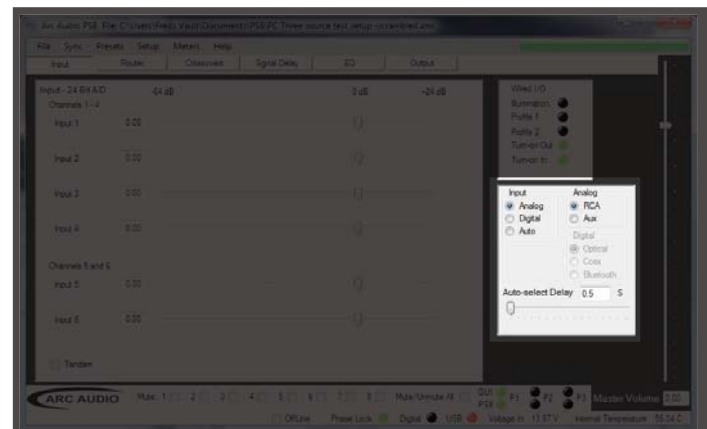 Arc Audio PS8 File C:\Users\Fred's Vault\Documents\PS8\PC Three source test setup
File Sync Presets Setup Meters Help
Input Router Crossover Signal Delay EQ Output
Input - 24 Bit A/D 64 dB 0 dB -24 dB
Channels 1-4
Input 1 0.00
Input 2 0.00
Input 3 0.00
Input 4 0.00
Channels 5 and 6
Input 5 0.00
Input 6 0.00
Tandem
Wired I/O
Illumination
Profile 1
Profile 2
Turn-on Out
Turn-on In
Input Analog
Analog RCA
Digital Aux
Auto Digital
Optical
Coax
Bluetooth
Auto-select Delay 0.5 S
ARC AUDIO Mute: 1 2 3 4 5 6 7 8 Mute/Unmute All GUI PS8 P1 P2 P3 Master Volume 0.00
OffLine Phase Lock Digital USB Voltage In 13.97 V Internal Temperature